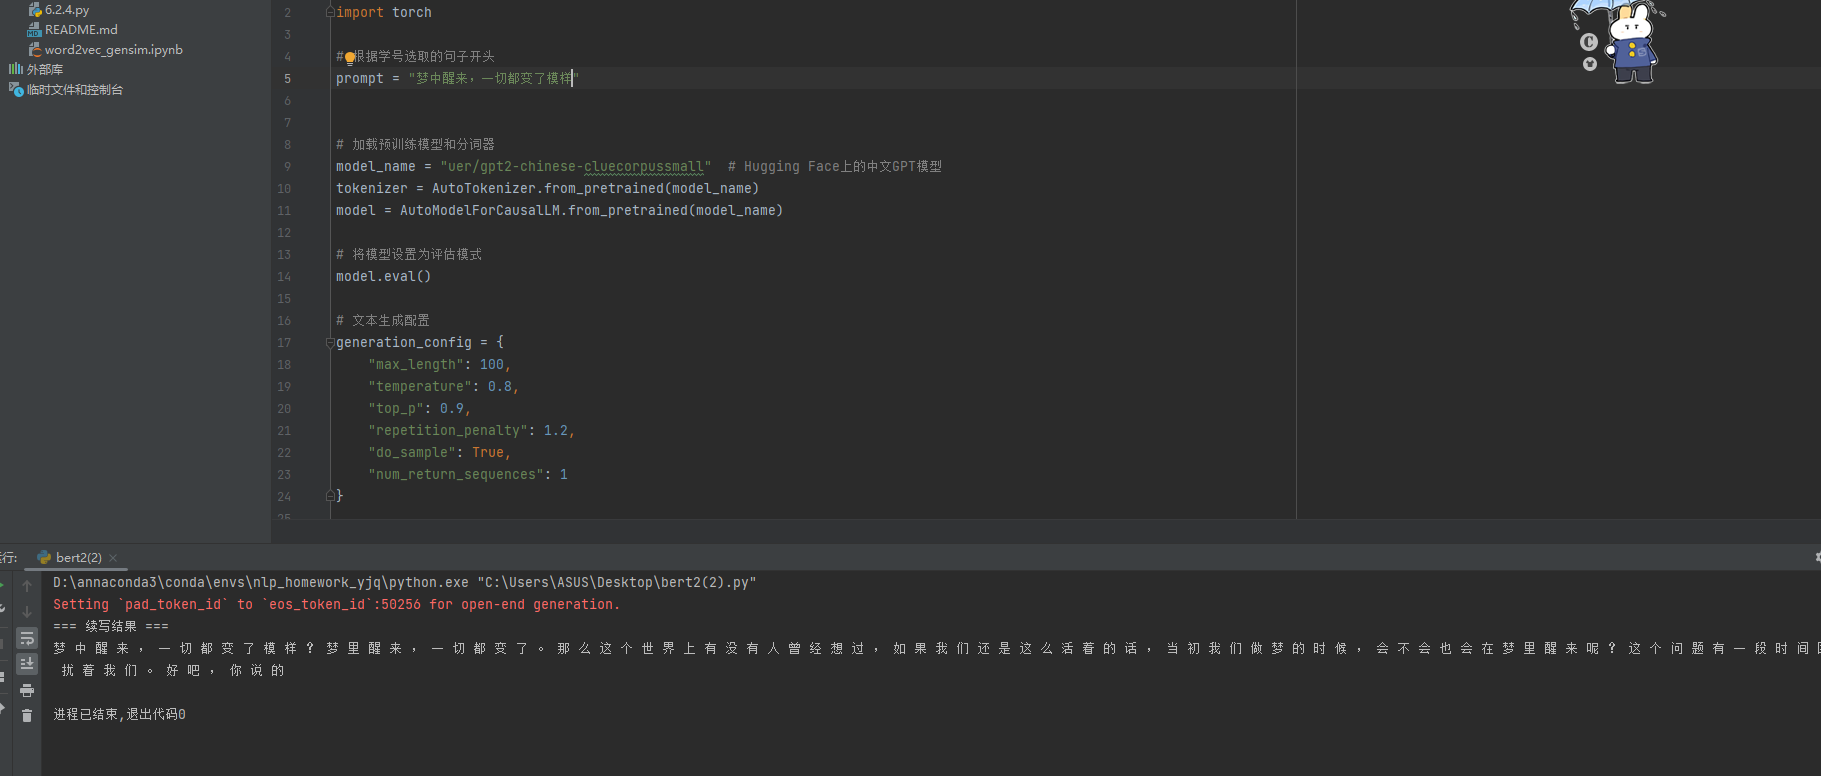 6.2.4.py
README.md
word2vec_gensim.ipynb
外部库
临时文件和控制台
2 import torch
3
4 # 根据学号选取的句子开头
5 prompt = "梦中醒来，一切都变了模样"
6
7
8 # 加载预训练模型和分词器
9 model_name = "uer/gpt2-chinese-cluecorpussmall"  # Hugging Face上的中文GPT模型
10 tokenizer = AutoTokenizer.from_pretrained(model_name)
11 model = AutoModelForCausalLM.from_pretrained(model_name)
12
13 # 将模型设置为评估模式
14 model.eval()
15
16 # 文本生成配置
17 generation_config = {
18     "max_length": 100,
19     "temperature": 0.8,
20     "top_p": 0.9,
21     "repetition_penalty": 1.2,
22     "do_sample": True,
23     "num_return_sequences": 1
24 }
25
行: bert2(2)
D:\annaconda3\conda\envs\nlp_homework_yjq\python.exe "C:\Users\ASUS\Desktop\bert2(2).py"
Setting `pad_token_id` to `eos_token_id`:50256 for open-end generation.
=== 续写结果 ===
梦 中 醒 来 ， 一 切 都 变 了 模 样 ？ 梦 里 醒 来 ， 一 切 都 变 了 。 那 么 这 个 世 界 上 有 没 有 人 曾 经 想 过 ， 如 果 我 们 还 是 这 么 活 着 的 话 ， 当 初 我 们 做 梦 的 时 候 ， 会 不 会 也 会 在 梦 里 醒 来 呢 ？ 这 个 问 题 有 一 段 时 间
扰 着 我 们 。 好 吧 ， 你 说 的
进程已结束,退出代码0